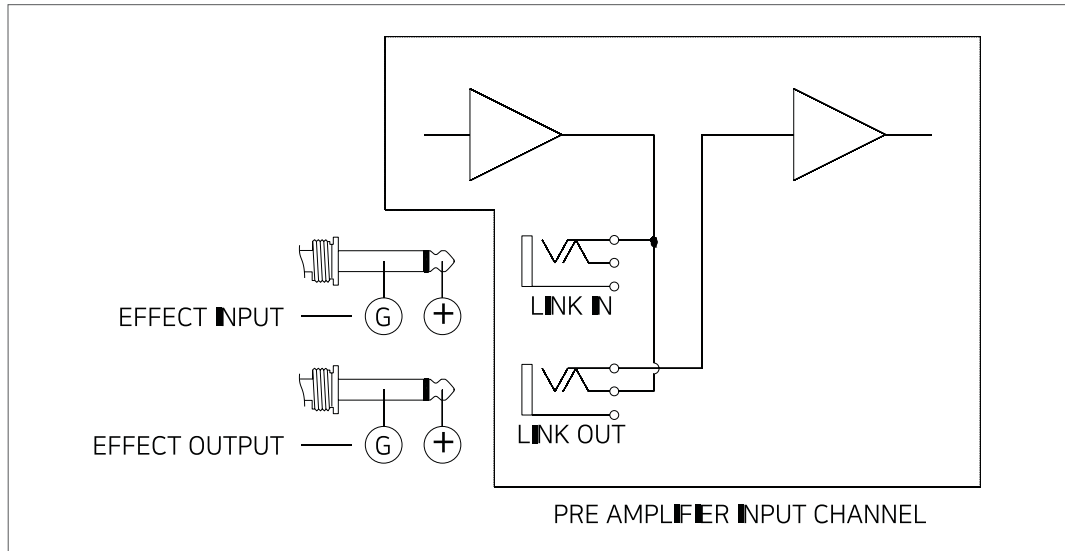 LINK IN
EFFECT INPUT G +
LINK OUT
EFFECT OUTPUT G +
PRE AMPLIFIER INPUT CHANNEL